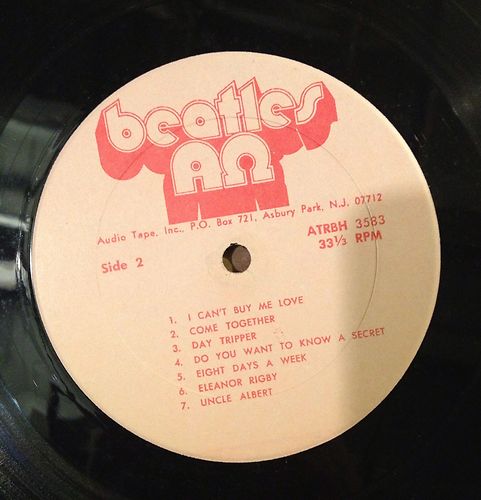 beatles
AΩ
Audio Tape, Inc., P.O. Box 721, Asbury Park, N.J. 07712
Side 2
ATRBH 3583
33⅓ RPM
1. I CAN'T BUY ME LOVE
2. COME TOGETHER
3. DAY TRIPPER
4. DO YOU WANT TO KNOW A SECRET
5. EIGHT DAYS A WEEK
6. ELEANOR RIGBY
7. UNCLE ALBERT